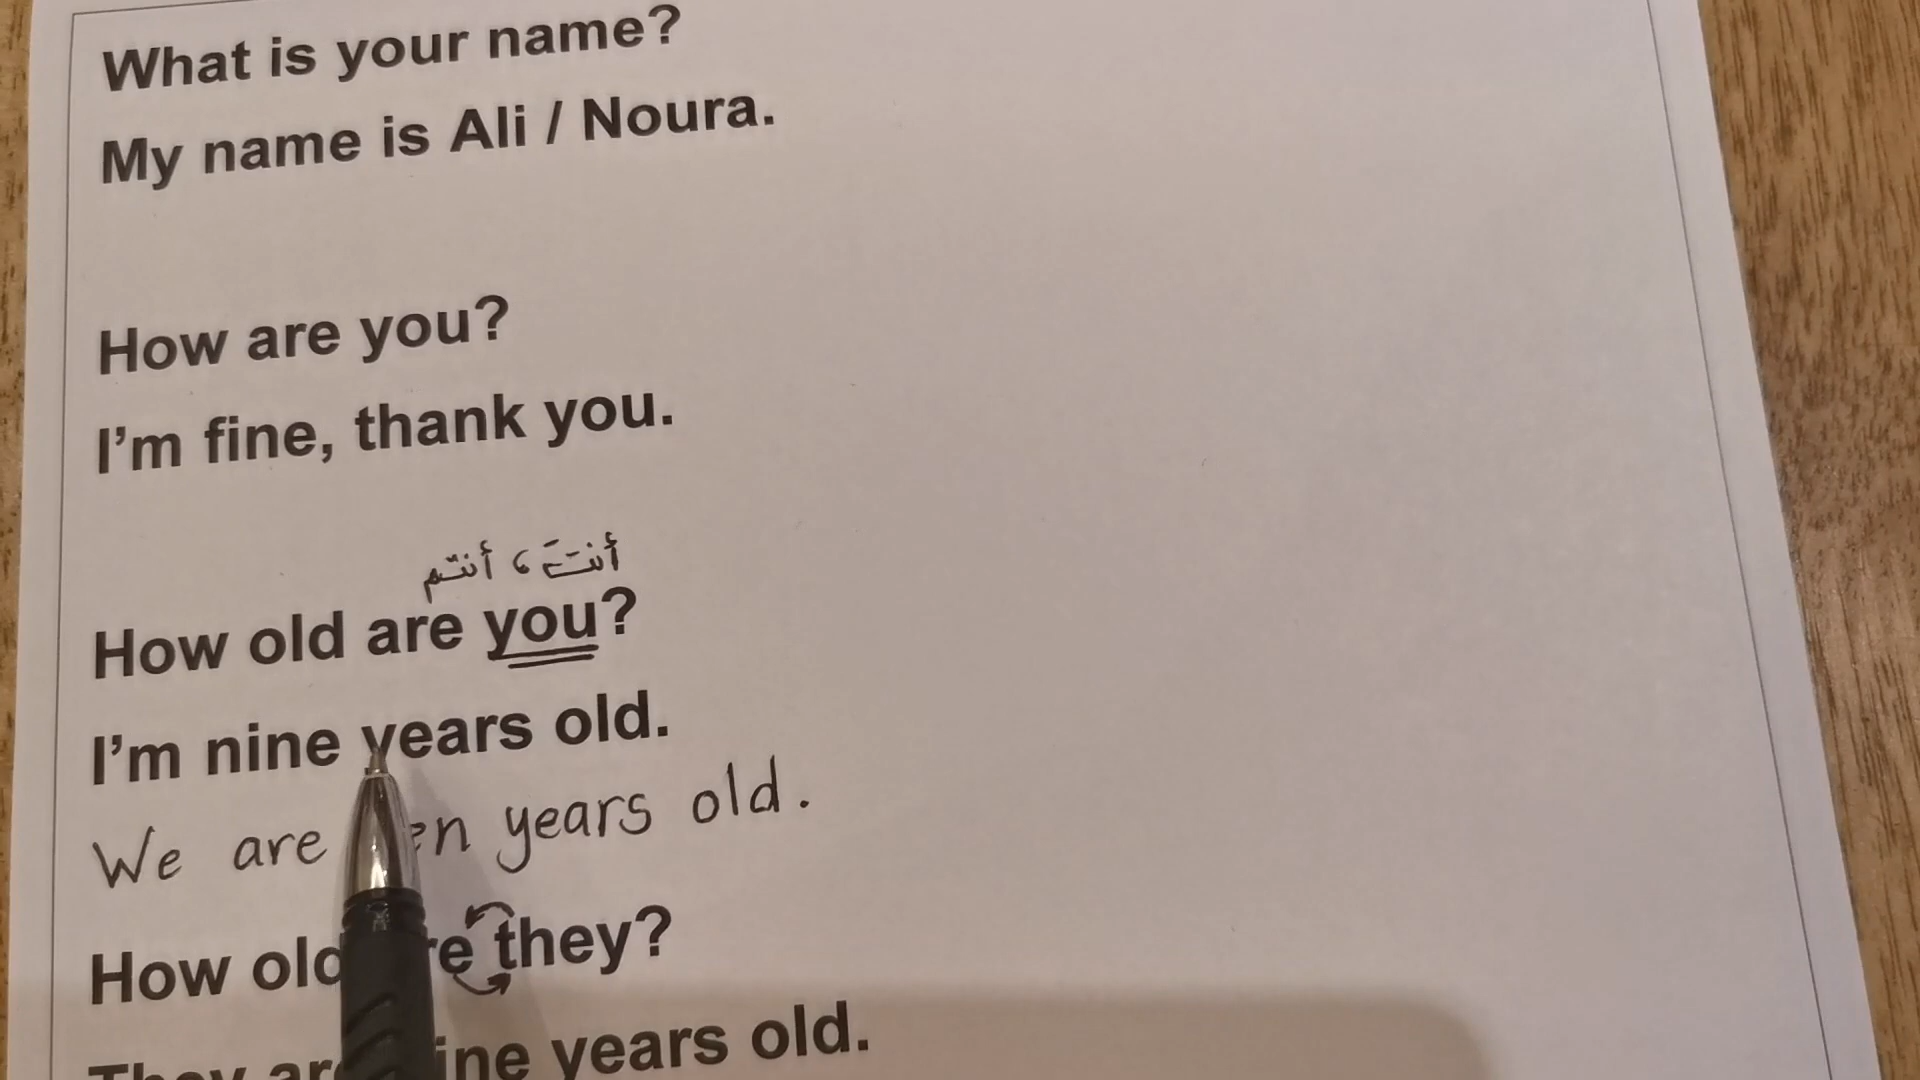 What is your name?
My name is Ali / Noura.
How are you?
I'm fine, thank you.
أنتَ ، أنتم
How old are you?
I'm nine years old.
We are years old.
How old they?
years old.